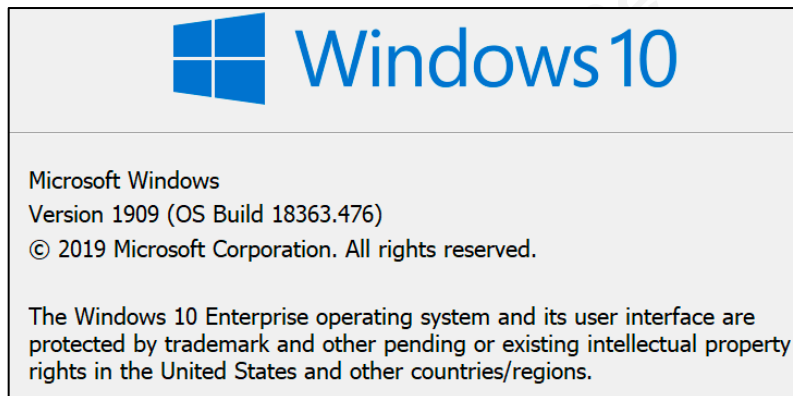 Windows 10
Microsoft Windows
Version 1909 (OS Build 18363.476)
© 2019 Microsoft Corporation. All rights reserved.
The Windows 10 Enterprise operating system and its user interface are
protected by trademark and other pending or existing intellectual property
rights in the United States and other countries/regions.